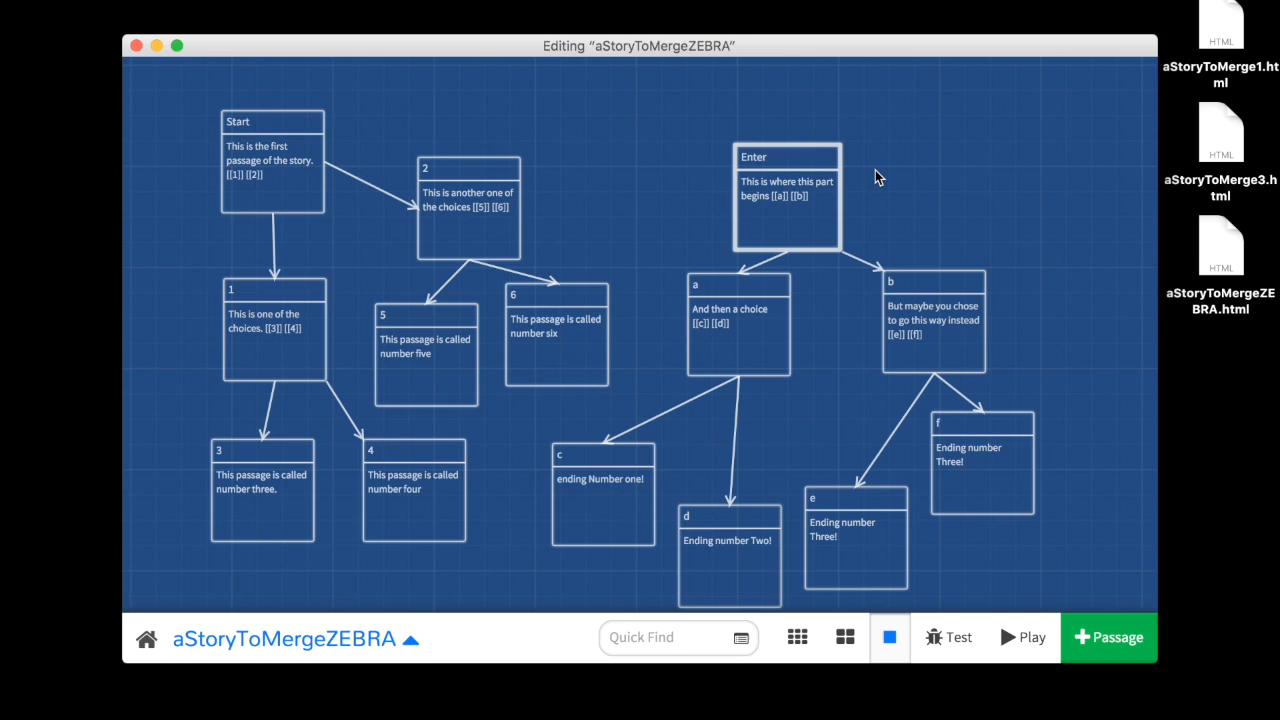 Editing “aStoryToMergeZEBRA”
Start
This is the first
passage of the story.
[[1]] [[2]]
2
This is another one of
the choices [[5]] [[6]]
Enter
This is where this part
begins [[a]] [[b]]
1
This is one of the
choices. [[3]] [[4]]
5
This passage is called
number five
6
This passage is called
number six
a
And then a choice
[[c]] [[d]]
b
But maybe you chose
to go this way instead
[[e]] [[f]]
3
This passage is called
number three.
4
This passage is called
number four
c
ending Number one!
d
Ending number Two!
e
Ending number
Three!
f
Ending number
Three!
aStoryToMergeZEBRA
Quick Find
Test
Play
Passage
HTML
aStoryToMerge1.ht
ml
HTML
aStoryToMerge3.h
tml
HTML
aStoryToMergeZE
BRA.html